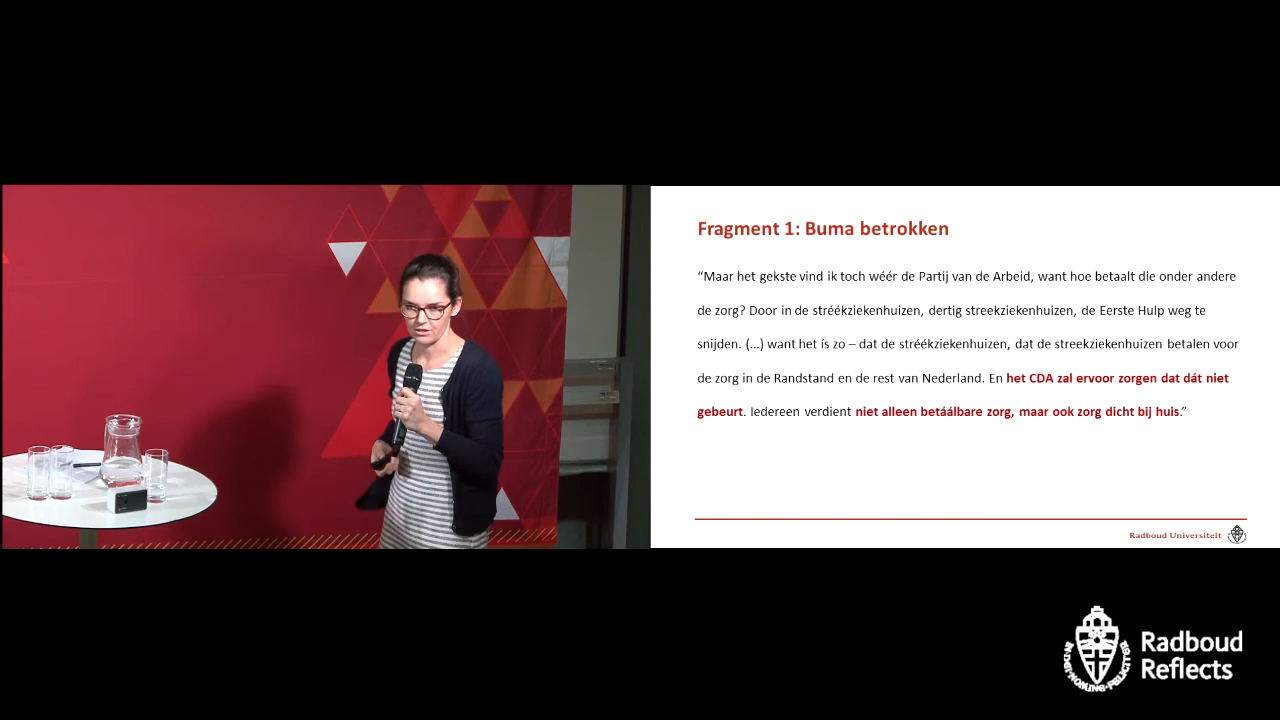 Fragment 1: Buma betrokken
“Maar het gekste vind ik toch wéér de Partij van de Arbeid, want hoe betaalt die onder andere
de zorg? Door in de stréékziekenhuizen, dertig streekziekenhuizen, de Eerste Hulp weg te
snijden. (...) want het ís zo – dat de stréékziekenhuizen, dat de streekziekenhuizen betalen voor
de zorg in de Randstand en de rest van Nederland. En het CDA zal ervoor zorgen dat dát niet
gebeurt. Iedereen verdient niet alleen betáálbare zorg, maar ook zorg dicht bij huis.”
Radboud Universiteit
Radboud
Reflects